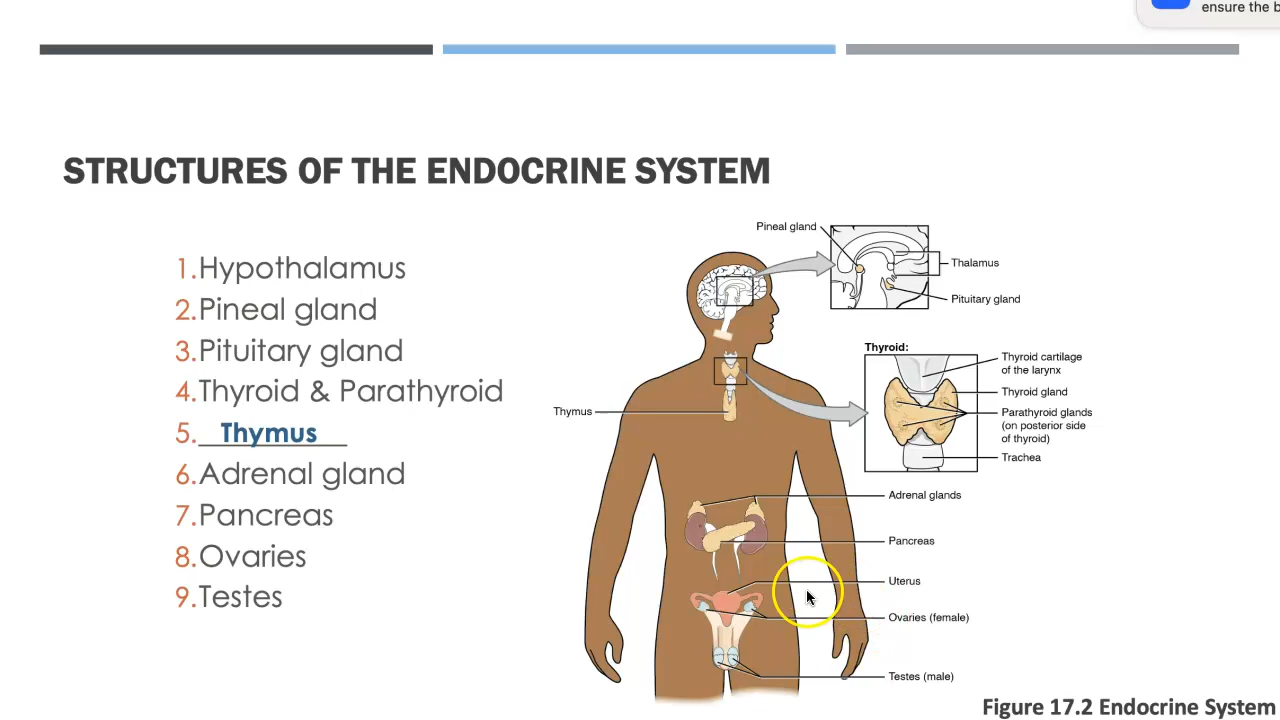 ensure the b
STRUCTURES OF THE ENDOCRINE SYSTEM
1.Hypothalamus
2.Pineal gland
3.Pituitary gland
4.Thyroid & Parathyroid
5. Thymus
6.Adrenal gland
7.Pancreas
8.Ovaries
9.Testes
Pineal gland
Thalamus
Pituitary gland
Thyroid:
Thyroid cartilage
of the larynx
Thyroid gland
Parathyroid glands
(on posterior side
of thyroid)
Trachea
Thymus
Adrenal glands
Pancreas
Uterus
Ovaries (female)
Testes (male)
Figure 17.2 Endocrine System